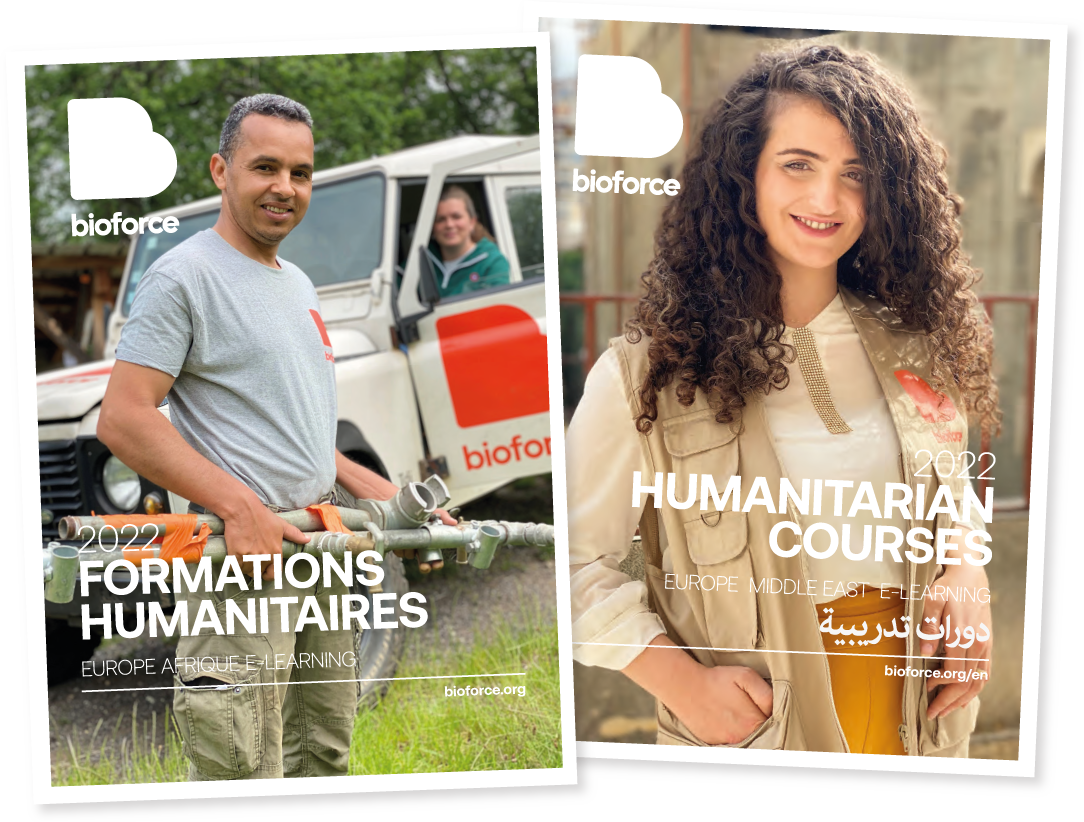 bioforce
biofor
2022
FORMATIONS
HUMANITAIRES
EUROPE AFRIQUE E-LEARNING
bioforce.org
bioforce
2022
HUMANITARIAN
COURSES
EUROPE MIDDLE EAST E-LEARNING
دورات تدريبية
bioforce.org/en